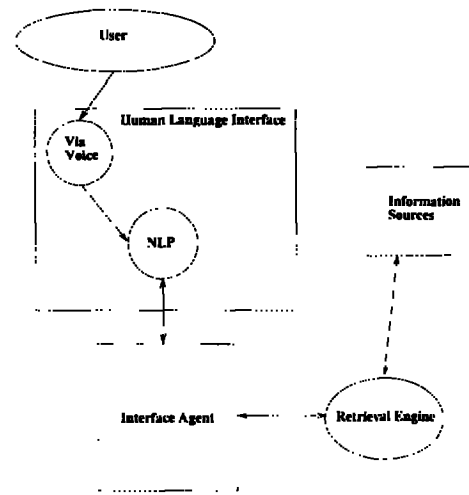 User
Human Language Interface
Via
Voice
NLP
Information
Sources
Interface Agent
Retrieval Engine